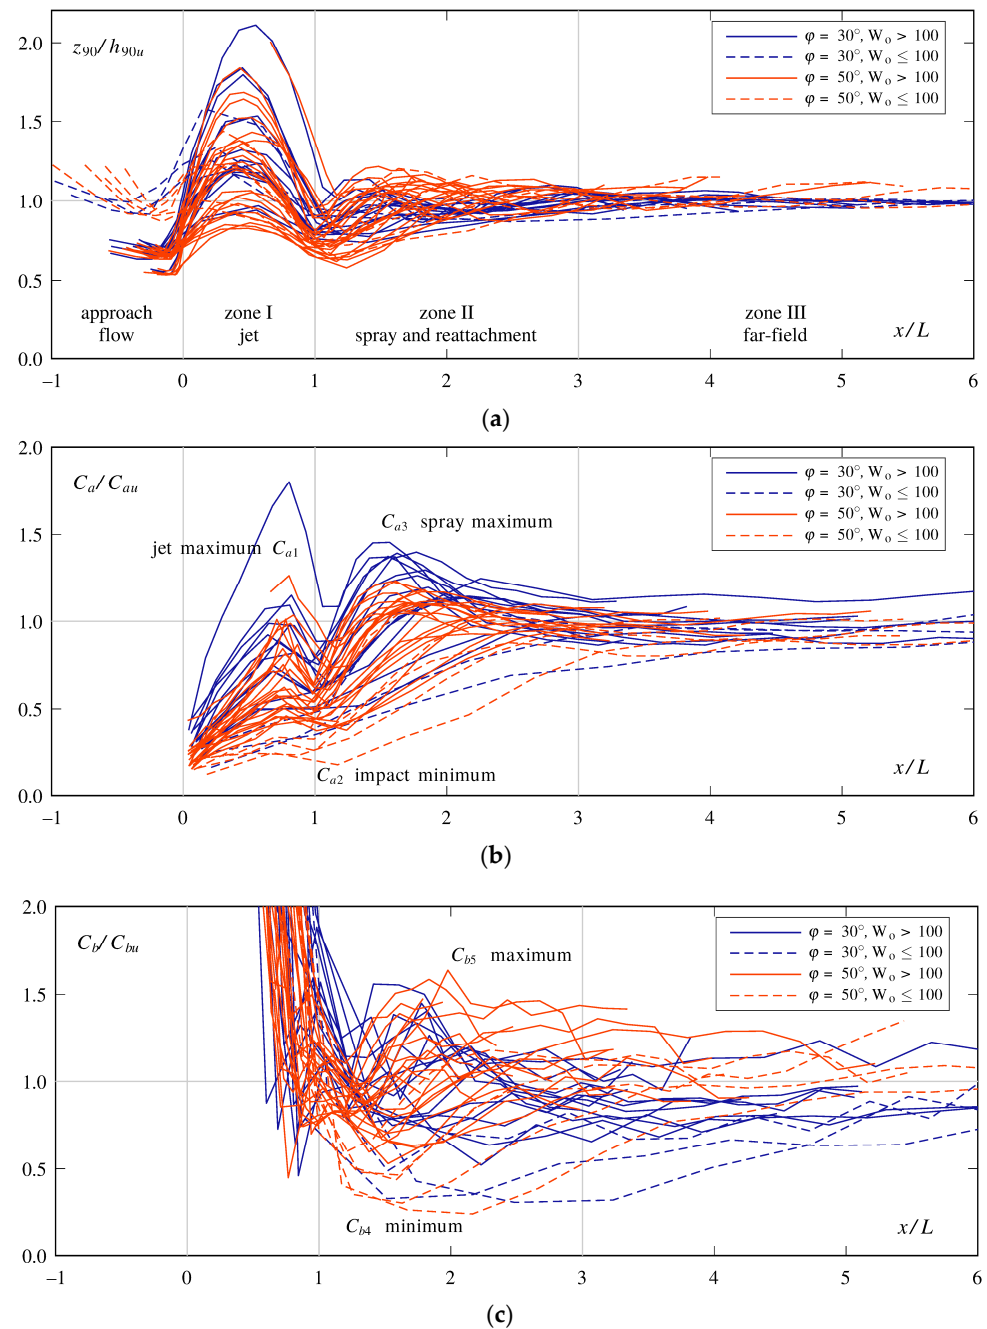 2.0
z90/h90u
φ = 30°, Wo > 100
φ = 30°, Wo ≤ 100
φ = 50°, Wo > 100
φ = 50°, Wo ≤ 100
1.5
1.0
0.5
approach flow
zone I jet
zone II spray and reattachment
zone III far-field
x/L
0.0
−1 0 1 2 3 4 5 6
(a)
2.0
Ca/Cau
φ = 30°, Wo > 100
φ = 30°, Wo ≤ 100
φ = 50°, Wo > 100
φ = 50°, Wo ≤ 100
1.5
Ca3 spray maximum
jet maximum Ca1
1.0
0.5
Ca2 impact minimum
x/L
0.0
−1 0 1 2 3 4 5 6
(b)
2.0
Cb/Cbu
φ = 30°, Wo > 100
φ = 30°, Wo ≤ 100
φ = 50°, Wo > 100
φ = 50°, Wo ≤ 100
Cb5 maximum
1.5
1.0
0.5
Cb4 minimum
x/L
0.0
−1 0 1 2 3 4 5 6
(c)